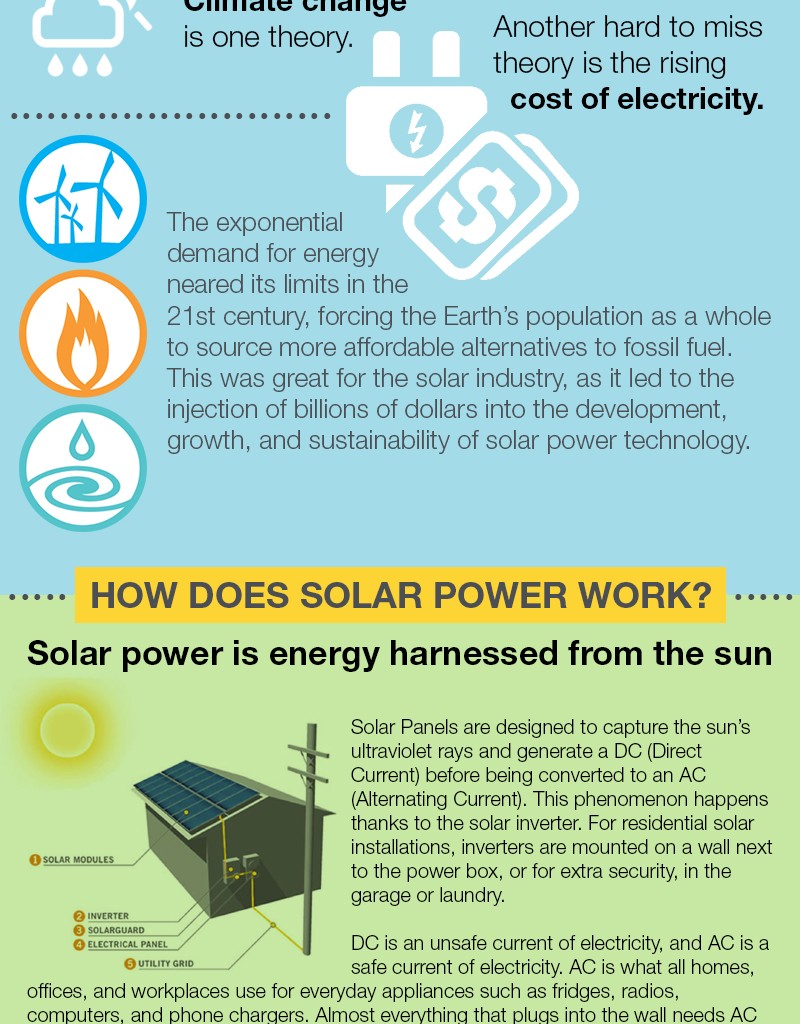 Climate change
is one theory.
Another hard to miss
theory is the rising
cost of electricity.
$
The exponential
demand for energy
neared its limits in the
21st century, forcing the Earth's population as a whole
to source more affordable alternatives to fossil fuel.
This was great for the solar industry, as it led to the
injection of billions of dollars into the development,
growth, and sustainability of solar power technology.
HOW DOES SOLAR POWER WORK?
Solar power is energy harnessed from the sun
Solar Panels are designed to capture the sun's
ultraviolet rays and generate a DC (Direct
Current) before being converted to an AC
(Alternating Current). This phenomenon happens
thanks to the solar inverter. For residential solar
installations, inverters are mounted on a wall next
to the power box, or for extra security, in the
garage or laundry.
1 SOLAR MODULES
2 INVERTER
3 SOLARGUARD
4 ELECTRICAL PANEL
5 UTILITY GRID
DC is an unsafe current of electricity, and AC is a
safe current of electricity. AC is what all homes,
offices, and workplaces use for everyday appliances such as fridges, radios,
computers, and phone chargers. Almost everything that plugs into the wall needs AC